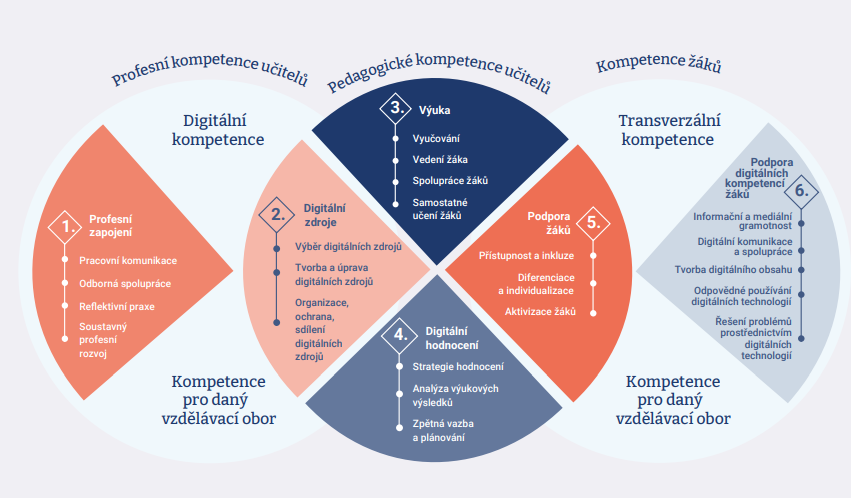 Profesní kompetence učitelů
Pedagogické kompetence učitelů
Kompetence žáků
Digitální
kompetence
Transverzální
kompetence
1.
Profesní
zapojení
Pracovní komunikace
Odborná spolupráce
Reflektivní praxe
Soustavný
profesní
rozvoj
2.
Digitální
zdroje
Výběr digitálních zdrojů
Tvorba a úprava
digitálních zdrojů
Organizace,
ochrana,
sdílení
digitálních
zdrojů
3.
Výuka
Vyučování
Vedení žáka
Spolupráce žáků
Samostatné
učení žáků
4.
Digitální
hodnocení
Strategie hodnocení
Analýza výukových
výsledků
Zpětná vazba
a plánování
5.
Podpora
žáků
Přístupnost a inkluze
Diferenciace
a individualizace
Aktivizace žáků
6.
Podpora
digitálních
kompetencí
žáků
Informační a mediální
gramotnost
Digitální komunikace
a spolupráce
Tvorba digitálního obsahu
Odpovědné používání
digitálních technologií
Řešení problémů
prostřednictvím
digitálních
technologií
Kompetence
pro daný
vzdělávací obor
Kompetence
pro daný
vzdělávací obor